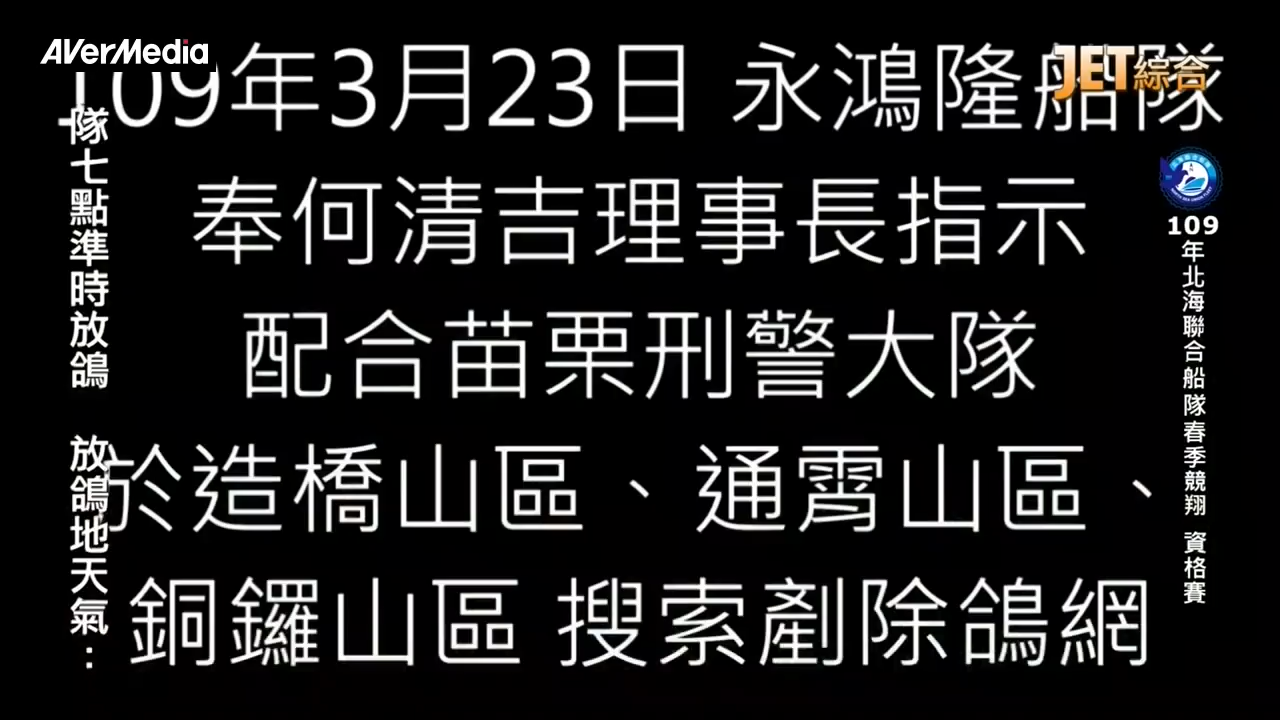 AVerMedia
JET綜合
109年3月23日 永鴻隆船隊
奉何清吉理事長指示
配合苗栗刑警大隊
於造橋山區、通霄山區、
銅鑼山區 搜索剷除鴿網
隊七點準時放鴿 放鴿地天氣:
109年北海聯合船隊春季競翔 資格賽